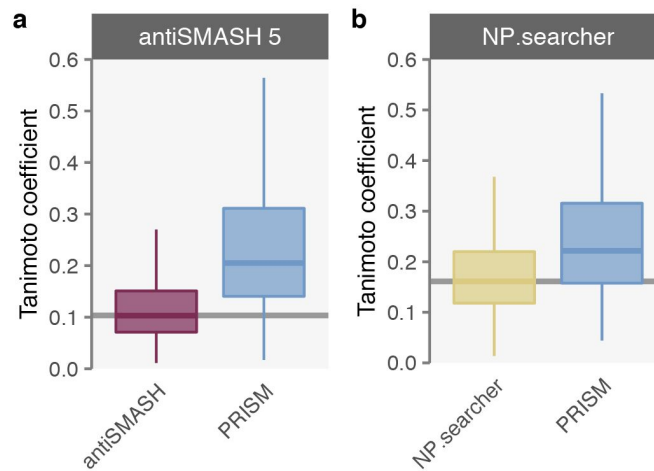 a
antiSMASH 5
Tanimoto coefficient
0.6
0.5
0.4
0.3
0.2
0.1
0.0
antiSMASH
PRISM
b
NP.searcher
Tanimoto coefficient
0.6
0.5
0.4
0.3
0.2
0.1
0.0
NP.searcher
PRISM